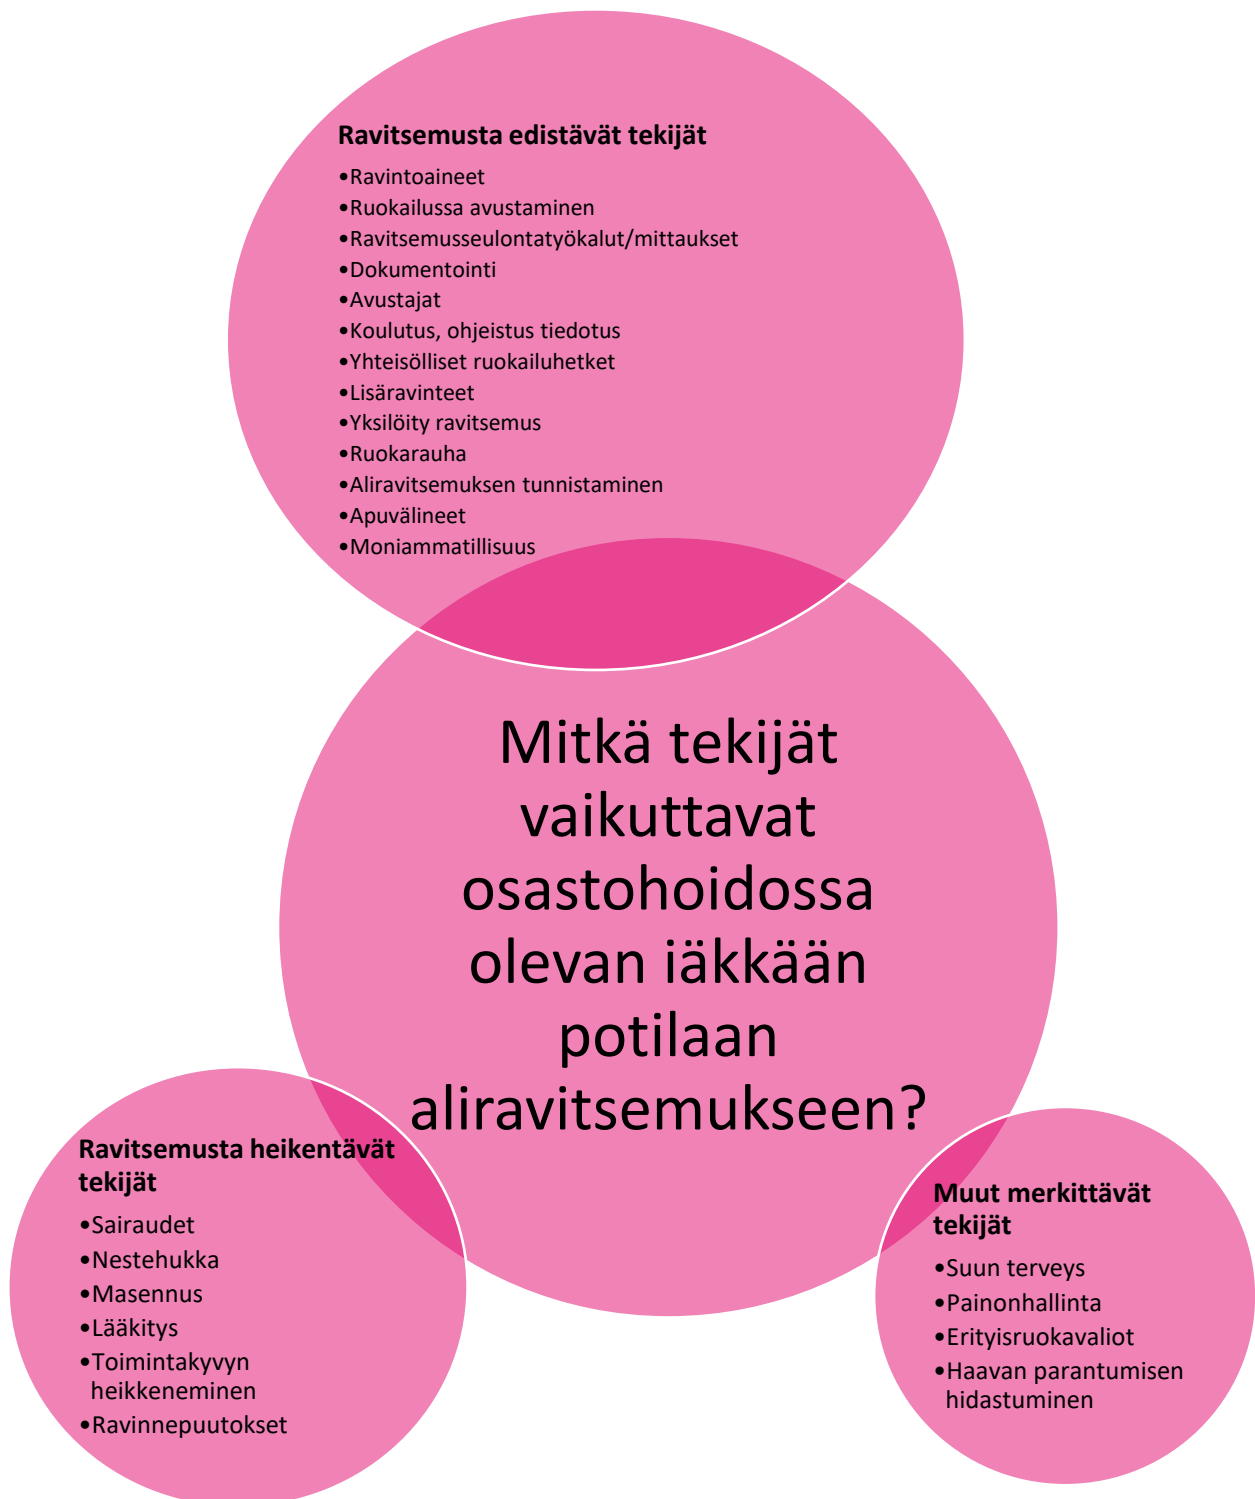 Ravitsemusta edistävät tekijät
•Ravintoaineet
•Ruokailussa avustaminen
•Ravitsemusseulontatyökalut/mittaukset
•Dokumentointi
•Avustajat
•Koulutus, ohjeistus tiedotus
•Yhteisölliset ruokailuhetket
•Lisäravinteet
•Yksilöity ravitsemus
•Ruokarauha
•Aliravitsemuksen tunnistaminen
•Apuvälineet
•Moniammatillisuus
Mitkä tekijät
vaikuttavat
osastohoidossa
olevan iäkkään
potilaan
aliravitsemukseen?
Ravitsemusta heikentävät
tekijät
•Sairaudet
•Nestehukka
•Masennus
•Lääkitys
•Toimintakyvyn
heikkeneminen
•Ravinnepuutokset
Muut merkittävät
tekijät
•Suun terveys
•Painonhallinta
•Erityisruokavaliot
•Haavan parantumisen
hidastuminen